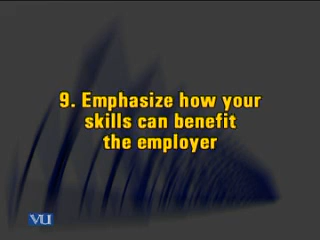 9. Emphasize how your
skills can benefit
the employer
VU